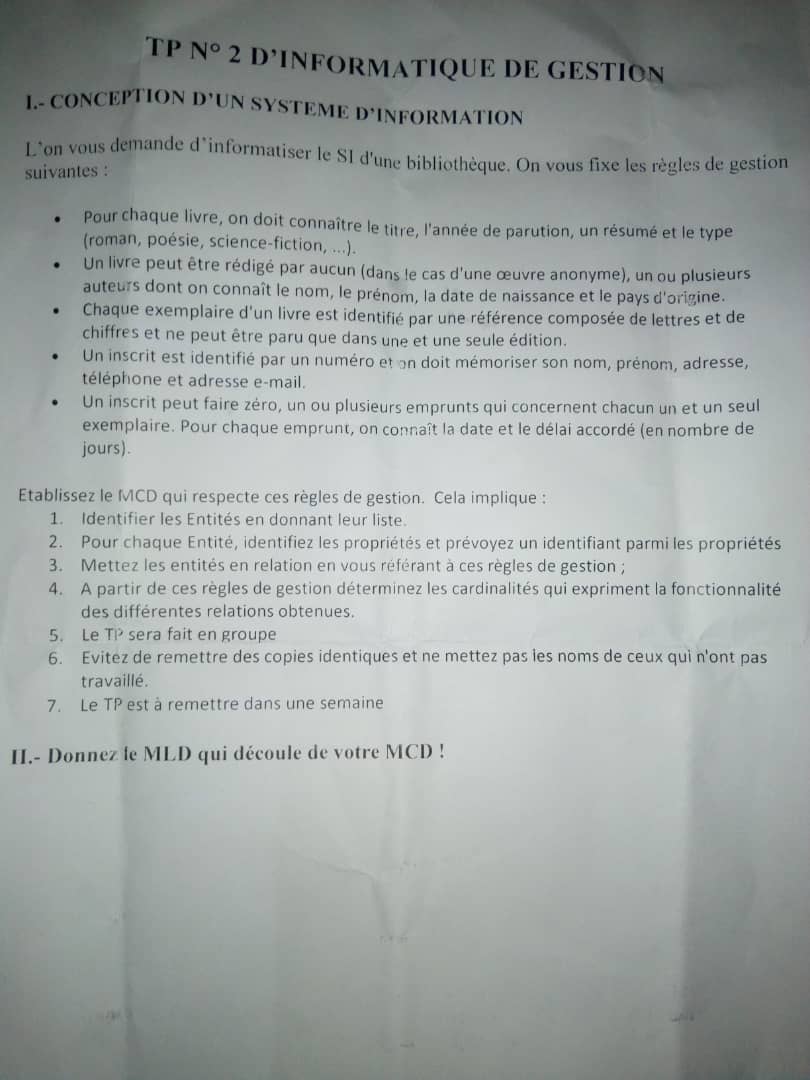 TP N° 2 D'INFORMATIQUE DE GESTION
I.- CONCEPTION D'UN SYSTEME D'INFORMATION
L'on vous demande d'informatiser le SI d'une bibliothèque. On vous fixe les règles de gestion
suivantes :
• Pour chaque livre, on doit connaître le titre, l'année de parution, un résumé et le type
(roman, poésie, science-fiction, ...).
• Un livre peut être rédigé par aucun (dans le cas d'une œuvre anonyme), un ou plusieurs
auteurs dont on connaît le nom, le prénom, la date de naissance et le pays d'origine.
• Chaque exemplaire d'un livre est identifié par une référence composée de lettres et de
chiffres et ne peut être paru que dans une et une seule édition.
• Un inscrit est identifié par un numéro et on doit mémoriser son nom, prénom, adresse,
téléphone et adresse e-mail.
• Un inscrit peut faire zéro, un ou plusieurs emprunts qui concernent chacun un et un seul
exemplaire. Pour chaque emprunt, on connaît la date et le délai accordé (en nombre de
jours).
Etablissez le MCD qui respecte ces règles de gestion. Cela implique :
1. Identifier les Entités en donnant leur liste.
2. Pour chaque Entité, identifiez les propriétés et prévoyez un identifiant parmi les propriétés
3. Mettez les entités en relation en vous référant à ces règles de gestion ;
4. A partir de ces règles de gestion déterminez les cardinalités qui expriment la fonctionnalité
des différentes relations obtenues.
5. Le TP sera fait en groupe
6. Evitez de remettre des copies identiques et ne mettez pas les noms de ceux qui n'ont pas
travaillé.
7. Le TP est à remettre dans une semaine
II.- Donnez le MLD qui découle de votre MCD !